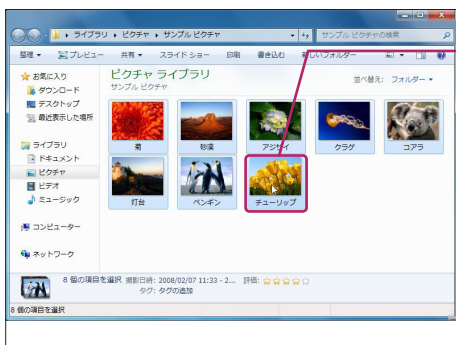 ライブラリ ▸ ピクチャ ▸ サンプル ピクチャ
サンプル ピクチャの検索
整理
プレビュー
共有
スライド ショー
印刷
書き込む
新しいフォルダー
お気に入り
ダウンロード
デスクトップ
最近表示した場所
ライブラリ
ドキュメント
ピクチャ
ビデオ
ミュージック
コンピューター
ネットワーク
ピクチャ ライブラリ
サンプル ピクチャ
並べ替え: フォルダー
菊
砂漠
アジサイ
クラゲ
コアラ
灯台
ペンギン
チューリップ
8 個の項目を選択 撮影日時: 2008/02/07 11:33 - 2... 評価:
タグ: タグの追加
8 個の項目を選択